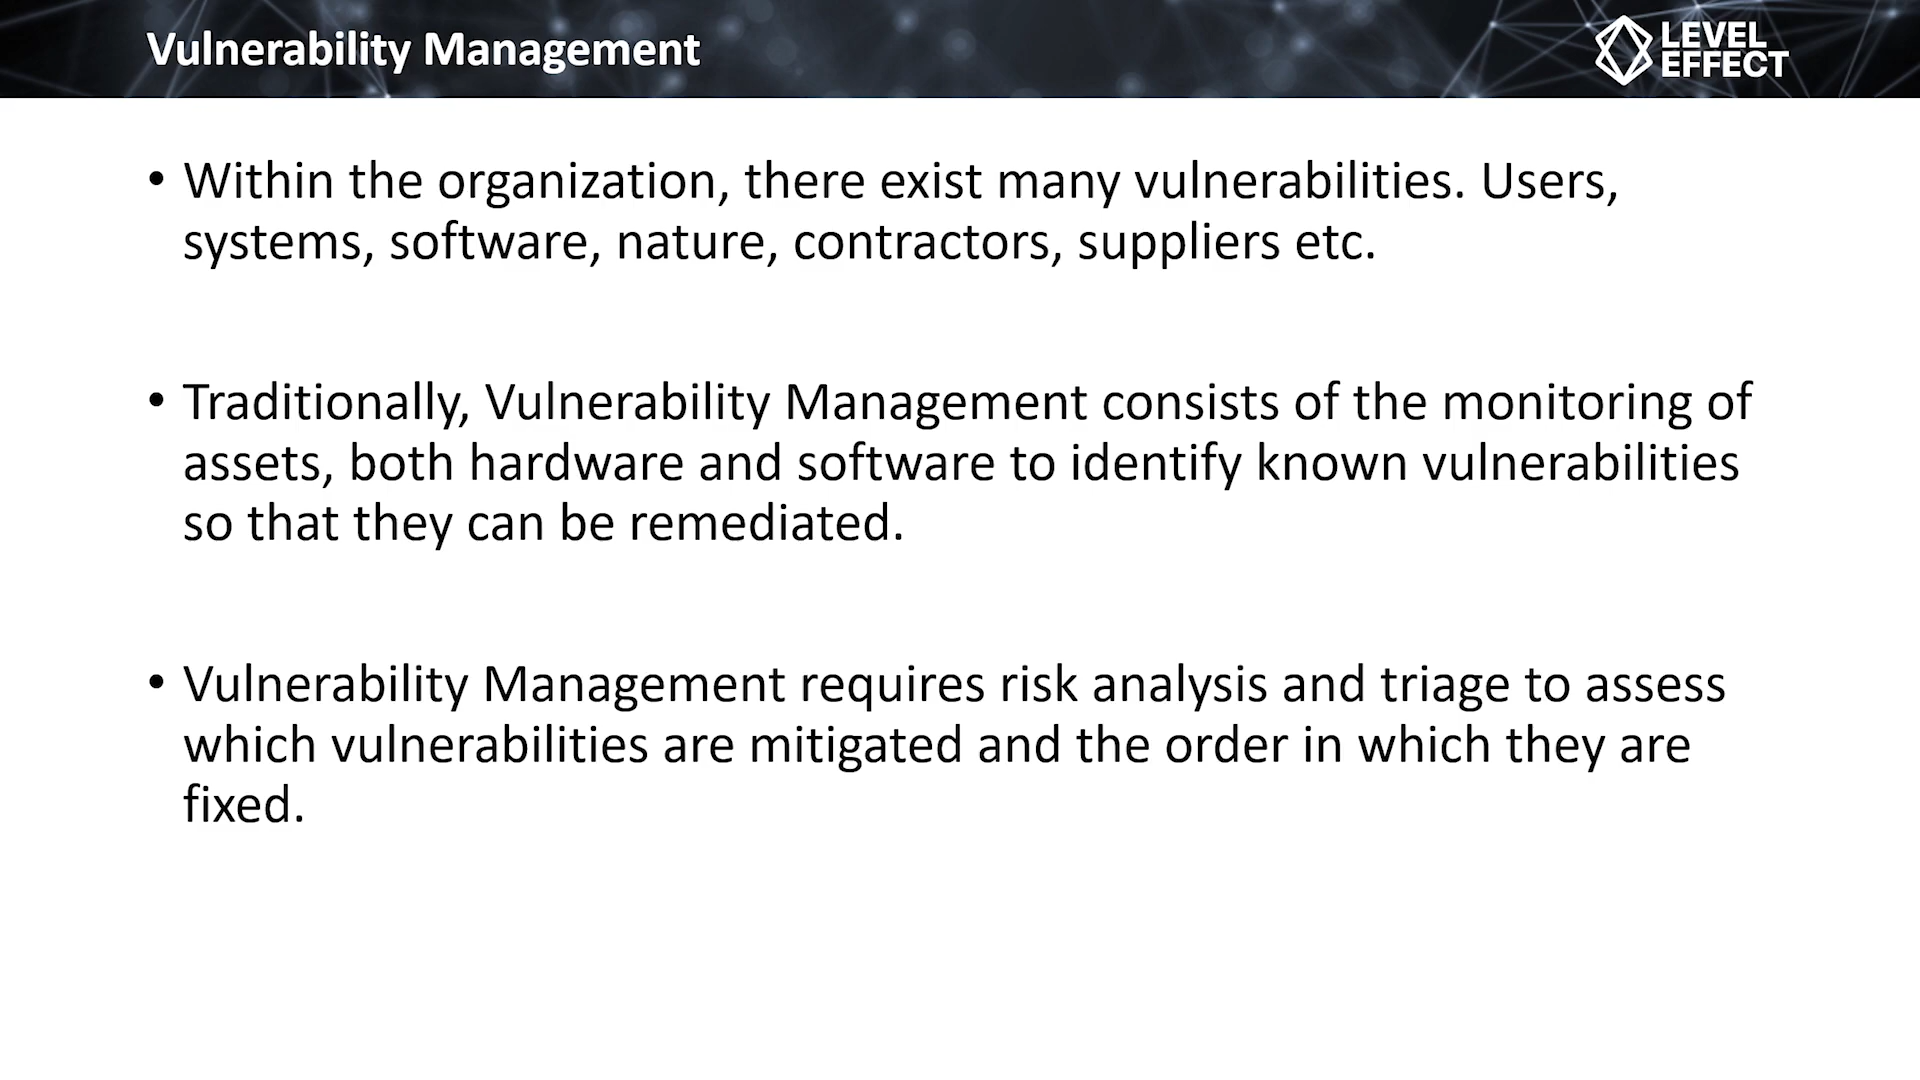 Vulnerability Management
LEVEL
EFFECT
• Within the organization, there exist many vulnerabilities. Users,
systems, software, nature, contractors, suppliers etc.
• Traditionally, Vulnerability Management consists of the monitoring of
assets, both hardware and software to identify known vulnerabilities
so that they can be remediated.
• Vulnerability Management requires risk analysis and triage to assess
which vulnerabilities are mitigated and the order in which they are
fixed.